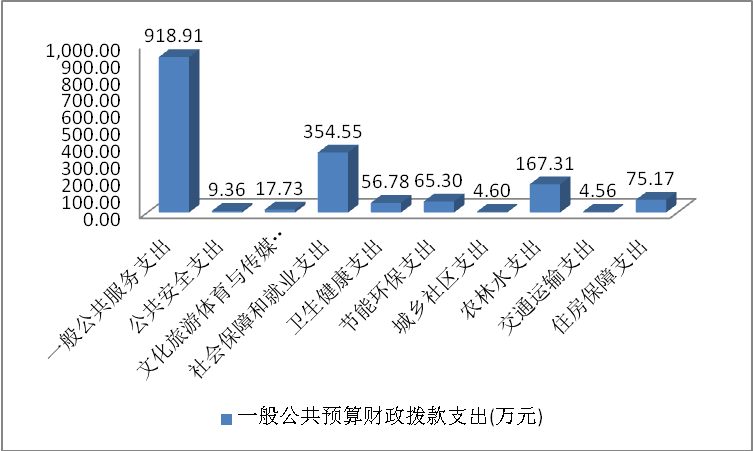 918.91
1,000.00
900.00
800.00
700.00
600.00
500.00
400.00
300.00
200.00
100.00
0.00
9.36
17.73
354.55
56.78
65.30
4.60
167.31
4.56
75.17
一般公共服务支出
公共安全支出
文化旅游体育与传媒..
社会保障和就业支出
卫生健康支出
节能环保支出
城乡社区支出
农林水支出
交通运输支出
住房保障支出
一般公共预算财政拨款支出(万元)